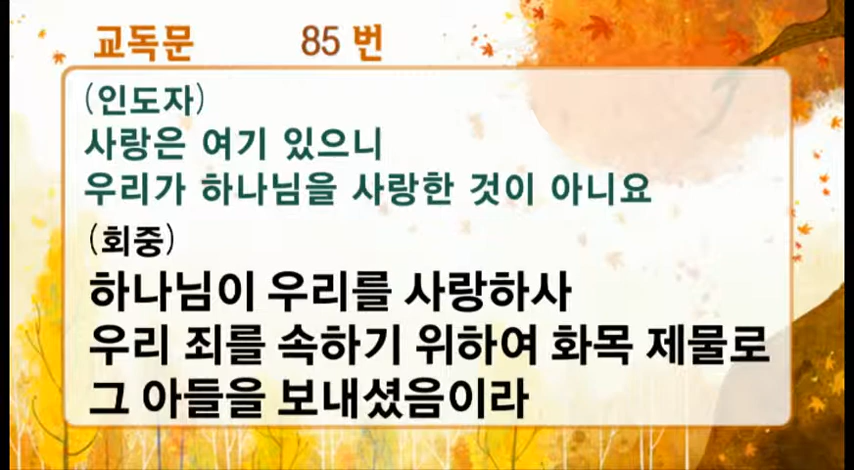 교독문 85 번
(인도자)
사랑은 여기 있으니
우리가 하나님을 사랑한 것이 아니요
(회중)
하나님이 우리를 사랑하사
우리 죄를 속하기 위하여 화목 제물로
그 아들을 보내셨음이라